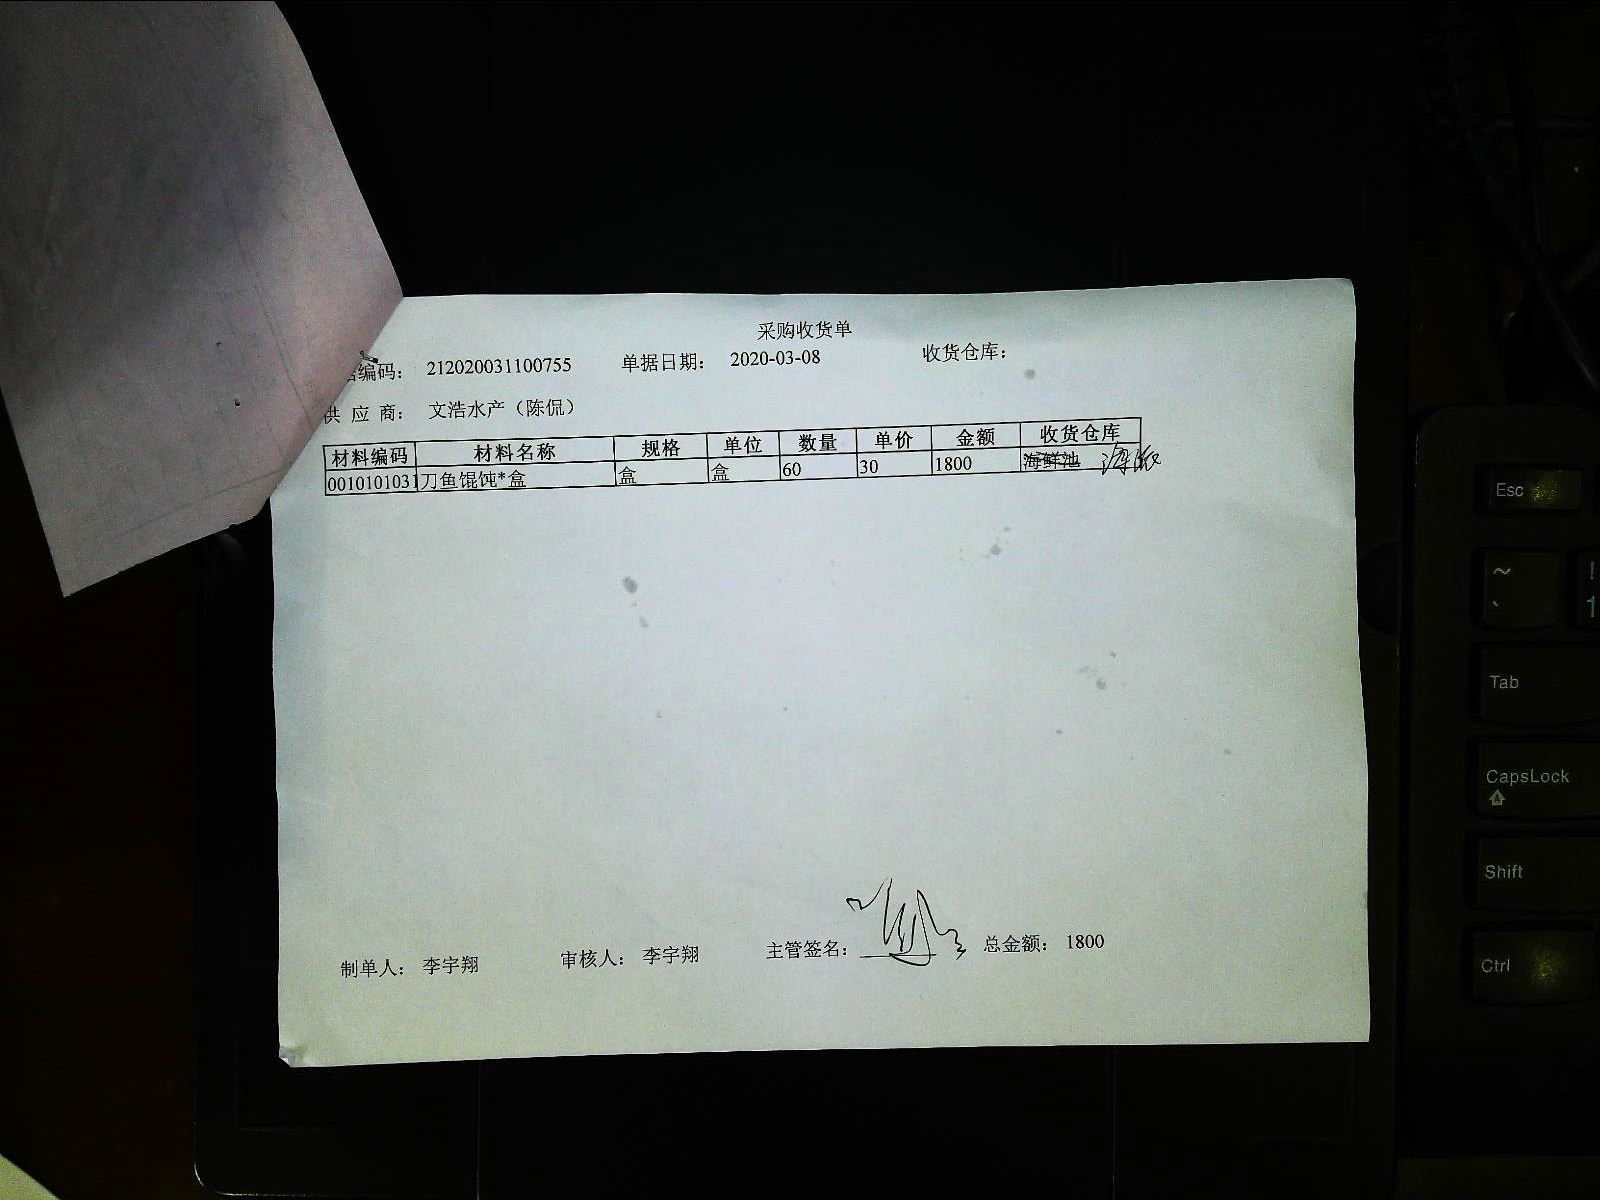 采购收货单
据编码： 212020031100755 单据日期： 2020-03-08 收货仓库：
供 应 商： 文浩水产（陈侃）
材料编码 材料名称 规格 单位 数量 单价 金额 收货仓库
001010103 刀鱼馄饨*盒 盒 盒 60 30 1800 海鲜池
制单人： 李宇翔 审核人： 李宇翔 主管签名： 总金额： 1800
Esc
~
`
!
1
Tab
CapsLock
Shift
Ctrl